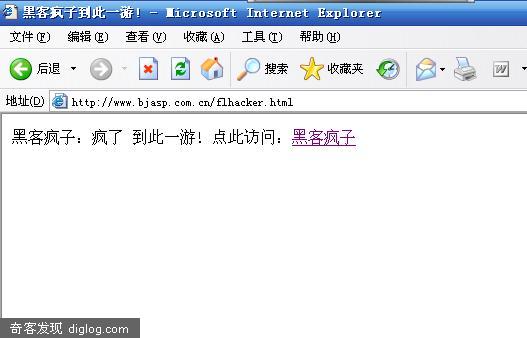 黑客疯子到此一游! - Microsoft Internet Explorer
文件(F) 编辑(E) 查看(V) 收藏(A) 工具(T) 帮助(H)
后退 搜索 收藏夹
地址(D) http://www.bjasp.com.cn/flhacker.html
黑客疯子：疯了 到此一游! 点此访问：黑客疯子
奇客发现 diglog.com